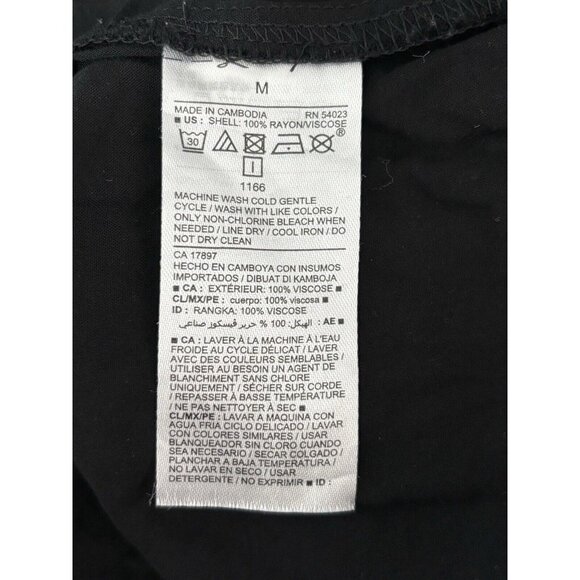 M
MADE IN CAMBODIA RN 54023
■ US : SHELL: 100% RAYON/VISCOSE
30 ®
I
1166
MACHINE WASH COLD GENTLE
CYCLE / WASH WITH LIKE COLORS /
ONLY NON-CHLORINE BLEACH WHEN
NEEDED / LINE DRY / COOL IRON / DO
NOT DRY CLEAN
CA 17897
HECHO EN CAMBOYA CON INSUMOS
IMPORTADOS / DIBUAT DI KAMBOJA
■ CA : EXTÉRIEUR: 100% VISCOSE ■
CL/MX/PE : cuerpo: 100% viscosa ■
ID : RANGKA: 100% VISCOSE
■ AE : الهيكل: 100 % حرير ڤيسكوز صناعي
■ CA : LAVER À LA MACHINE À L'EAU
FROIDE AU CYCLE DÉLICAT / LAVER
AVEC DES COULEURS SEMBLABLES /
UTILISER AU BESOIN UN AGENT DE
BLANCHIMENT SANS CHLORE
UNIQUEMENT / SÉCHER SUR CORDE
/ REPASSER À BASSE TEMPÉRATURE
/ NE PAS NETTOYER À SEC ■
CL/MX/PE : LAVAR A MAQUINA CON
AGUA FRIA CICLO DELICADO / LAVAR
CON COLORES SIMILARES / USAR
BLANQUEADOR SIN CLORO CUANDO
SEA NECESARIO / SECAR COLGADO /
PLANCHAR A BAJA TEMPERATURA /
NO LAVAR EN SECO / USAR
DETERGENTE / NO EXPRIMIR ■ ID :